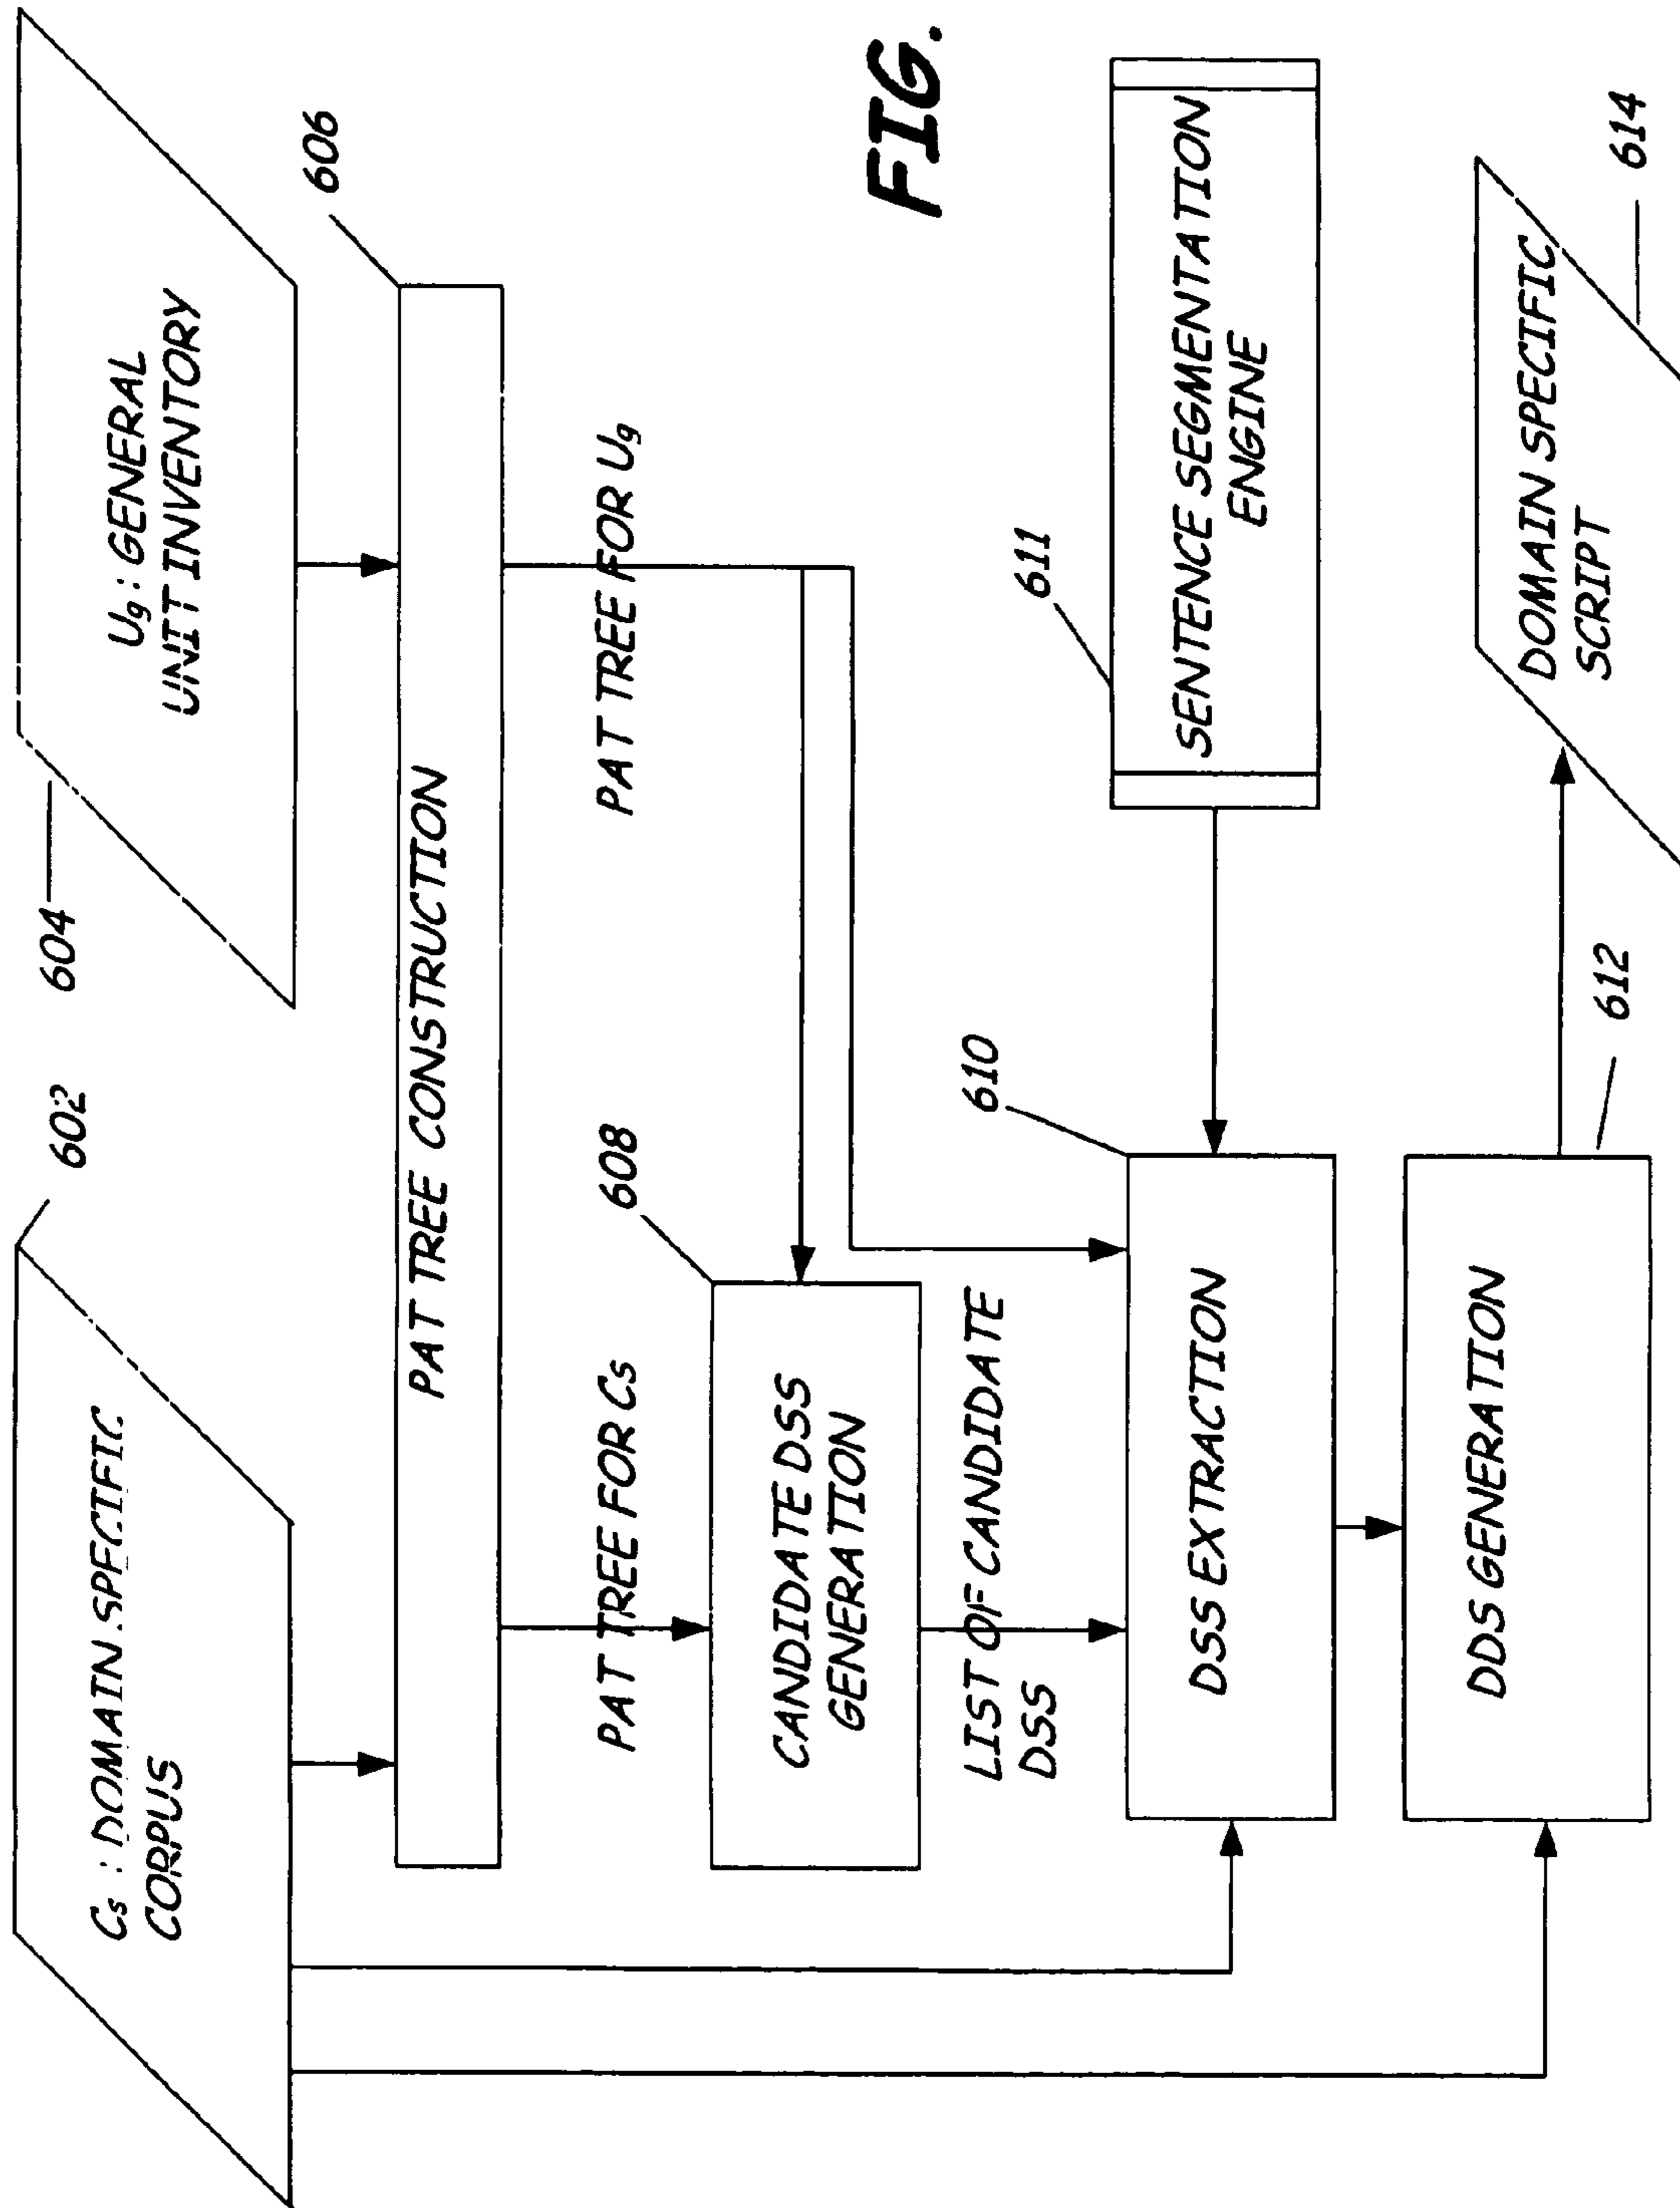 602
604
Cs : DOMAIN SPECIFIC
CORPUS
Ug : GENERAL
UNIT INVENTORY
606
PAT TREE CONSTRUCTION
PAT TREE FOR Cs
PAT TREE FOR Ug
608
CANDIDATE DSS
GENERATION
FIG.
LIST OF CANDIDATE
DSS
610
611
DSS EXTRACTION
SENTENCE SEGMENTATION
ENGINE
DDS GENERATION
612
DOMAIN SPECIFIC
SCRIPT
614